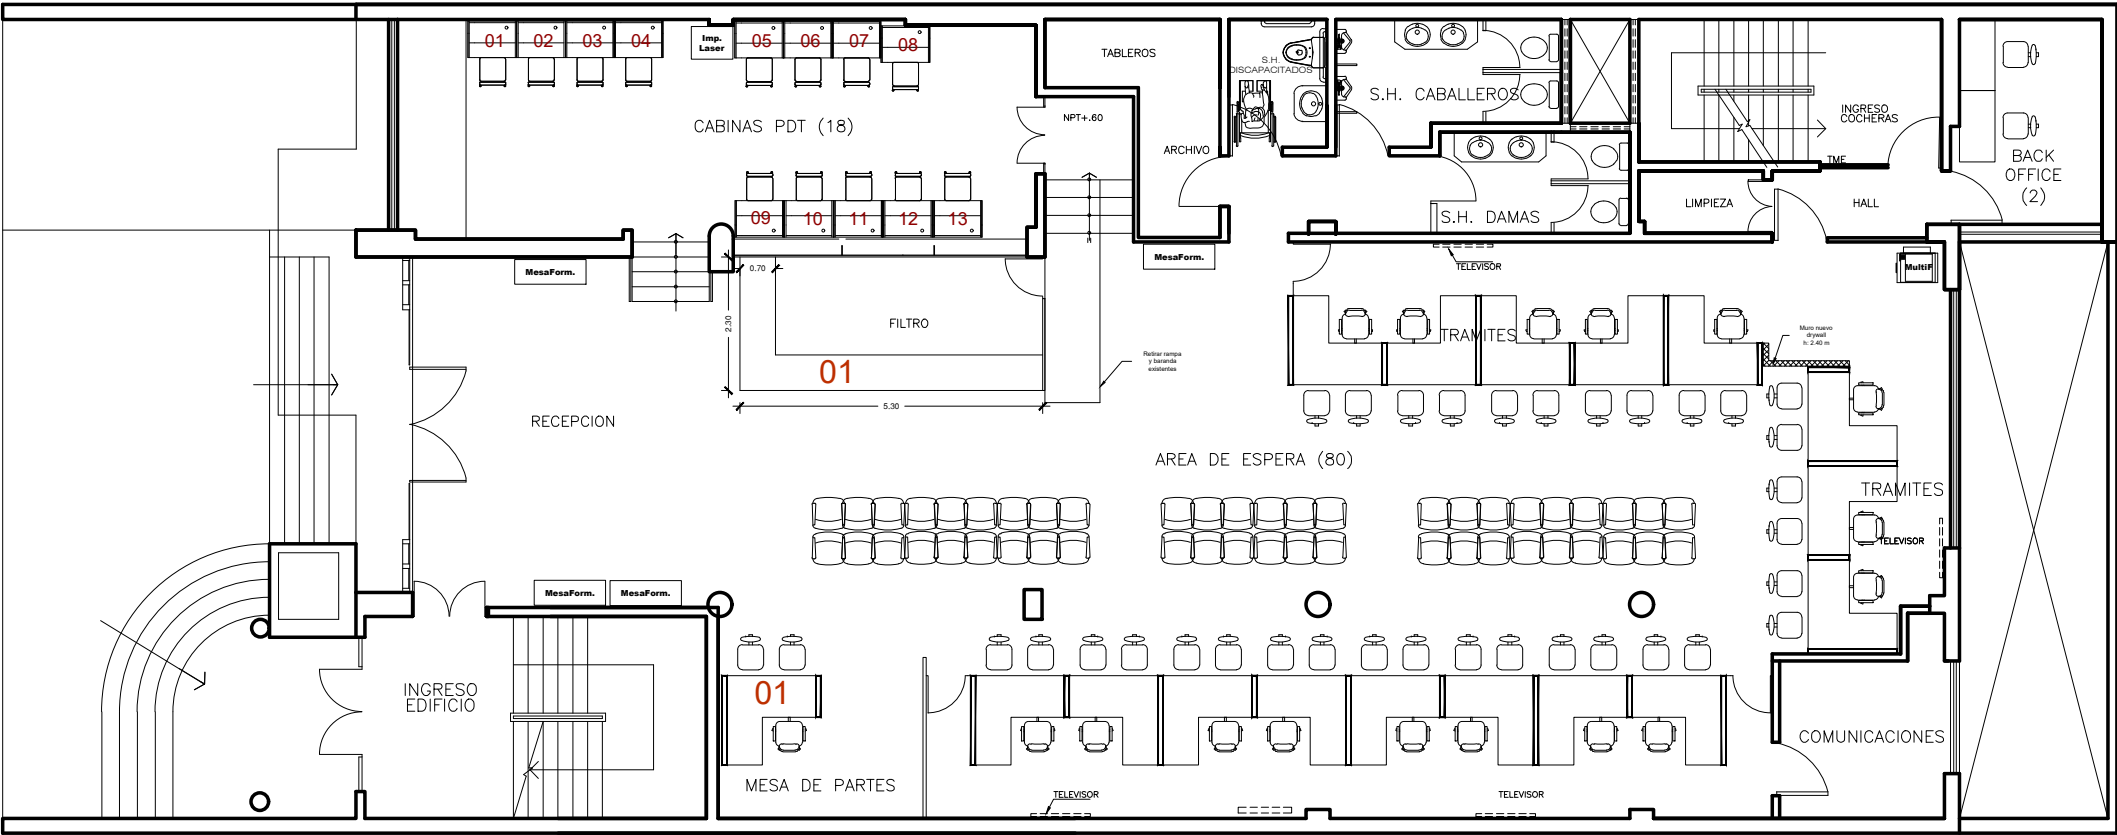 01 02 03 04
Imp.
Laser
05 06 07 08
TABLEROS
S.H.
DISCAPACITADOS
S.H. CABALLEROS
INGRESO
COCHERAS
NPT+.60
CABINAS PDT (18)
ARCHIVO
TME
BACK
OFFICE
(2)
LIMPIEZA
HALL
09 10 11 12 13
S.H. DAMAS
MesaForm.
MesaForm.
TELEVISOR
MultiF
0.70
2.30
FILTRO
01
5.30
Retirar rampa
y baranda
existentes
TRAMITES
Muro nuevo
drywall
h: 2.40 m
RECEPCION
AREA DE ESPERA (80)
TRAMITES
TELEVISOR
MesaForm.
MesaForm.
INGRESO
EDIFICIO
01
MESA DE PARTES
COMUNICACIONES
TELEVISOR
TELEVISOR